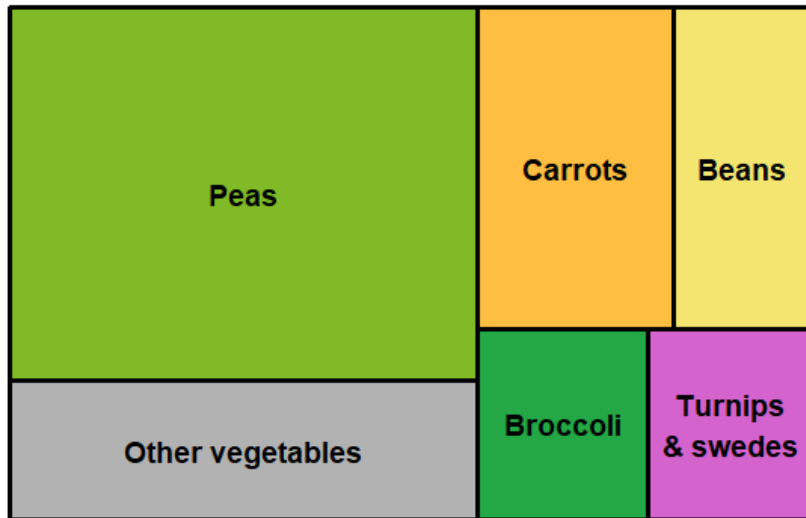 Peas
Carrots
Beans
Other vegetables
Broccoli
Turnips
& swedes